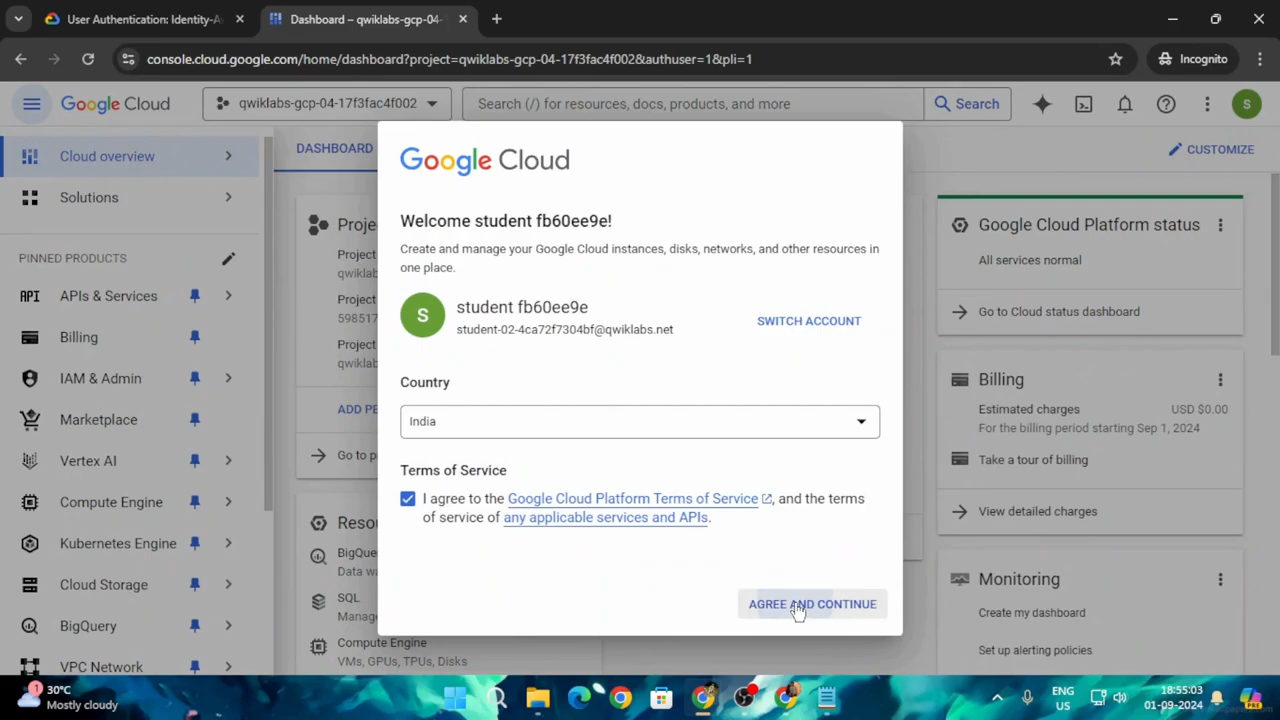 User Authentication: Identity-A
Dashboard – qwiklabs-gcp-04-
console.cloud.google.com/home/dashboard?project=qwiklabs-gcp-04-17f3fac4f002&authuser=1&pli=1
Incognito
Google Cloud
qwiklabs-gcp-04-17f3fac4f002
Search (/) for resources, docs, products, and more
Search
S
Cloud overview
Solutions
PINNED PRODUCTS
API APIs & Services
Billing
IAM & Admin
Marketplace
Vertex AI
Compute Engine
Kubernetes Engine
Cloud Storage
BigQuery
VPC Network
DASHBOARD
CUSTOMIZE
Proje
Project
qwiklab
Project
598517
Project
qwiklab
ADD PE
Go to p
Resou
BigQue
Data wa
SQL
Manage
Compute Engine
VMs, GPUs, TPUs, Disks
Google Cloud
Welcome student fb60ee9e!
Create and manage your Google Cloud instances, disks, networks, and other resources in
one place.
S
student fb60ee9e
student-02-4ca72f7304bf@qwiklabs.net
SWITCH ACCOUNT
Country
India
Terms of Service
I agree to the Google Cloud Platform Terms of Service, and the terms
of service of any applicable services and APIs.
AGREE AND CONTINUE
Google Cloud Platform status
All services normal
Go to Cloud status dashboard
Billing
Estimated charges USD $0.00
For the billing period starting Sep 1, 2024
Take a tour of billing
View detailed charges
Monitoring
Create my dashboard
Set up alerting policies
1
30°C
Mostly cloudy
ENG
US
18:55:03
01-09-2024
PRE